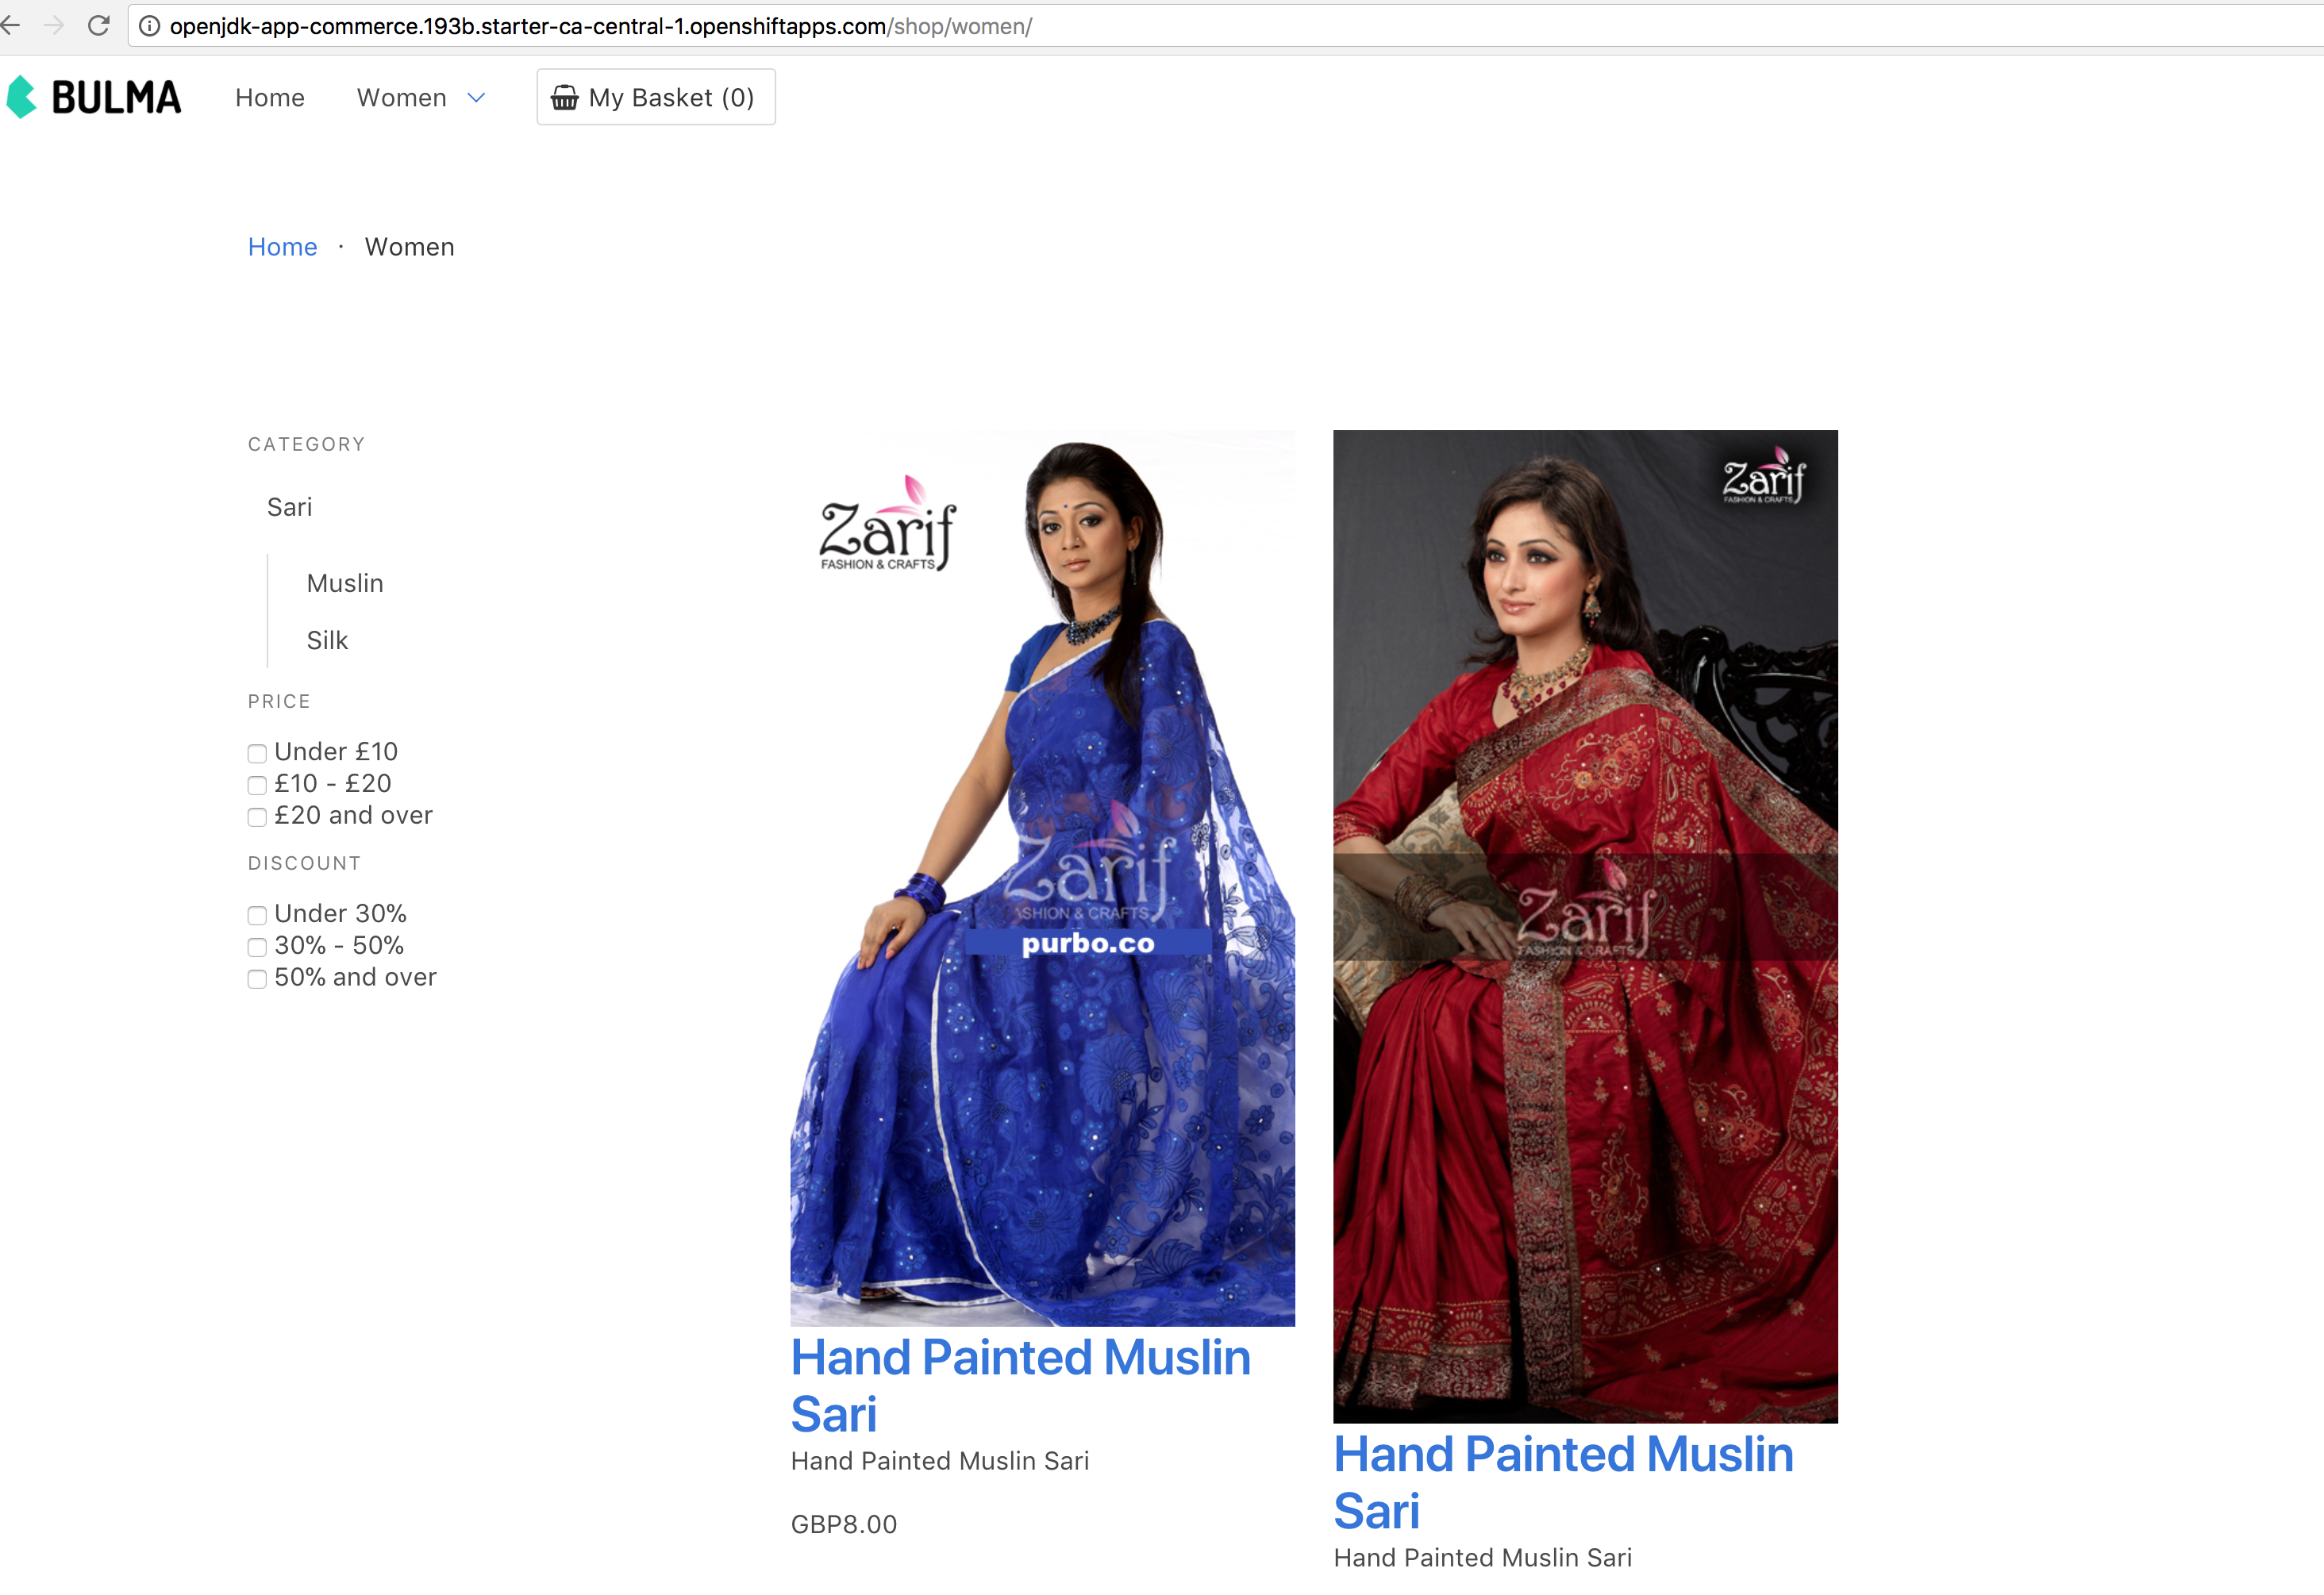 openjdk-app-commerce.193b.starter-ca-central-1.openshiftapps.com/shop/women/
BULMA
Home
Women
My Basket (0)
Home · Women
CATEGORY
Sari
Muslin
Silk
PRICE
Under £10
£10 - £20
£20 and over
DISCOUNT
Under 30%
30% - 50%
50% and over
Zarif
FASHION & CRAFTS
Zarif
ASHION & CRAFTS
purbo.co
Hand Painted Muslin
Sari
Hand Painted Muslin Sari
GBP8.00
Zarif
FASHION & CRAFTS
Zarif
FASHION & CRAFTS
Hand Painted Muslin
Sari
Hand Painted Muslin Sari